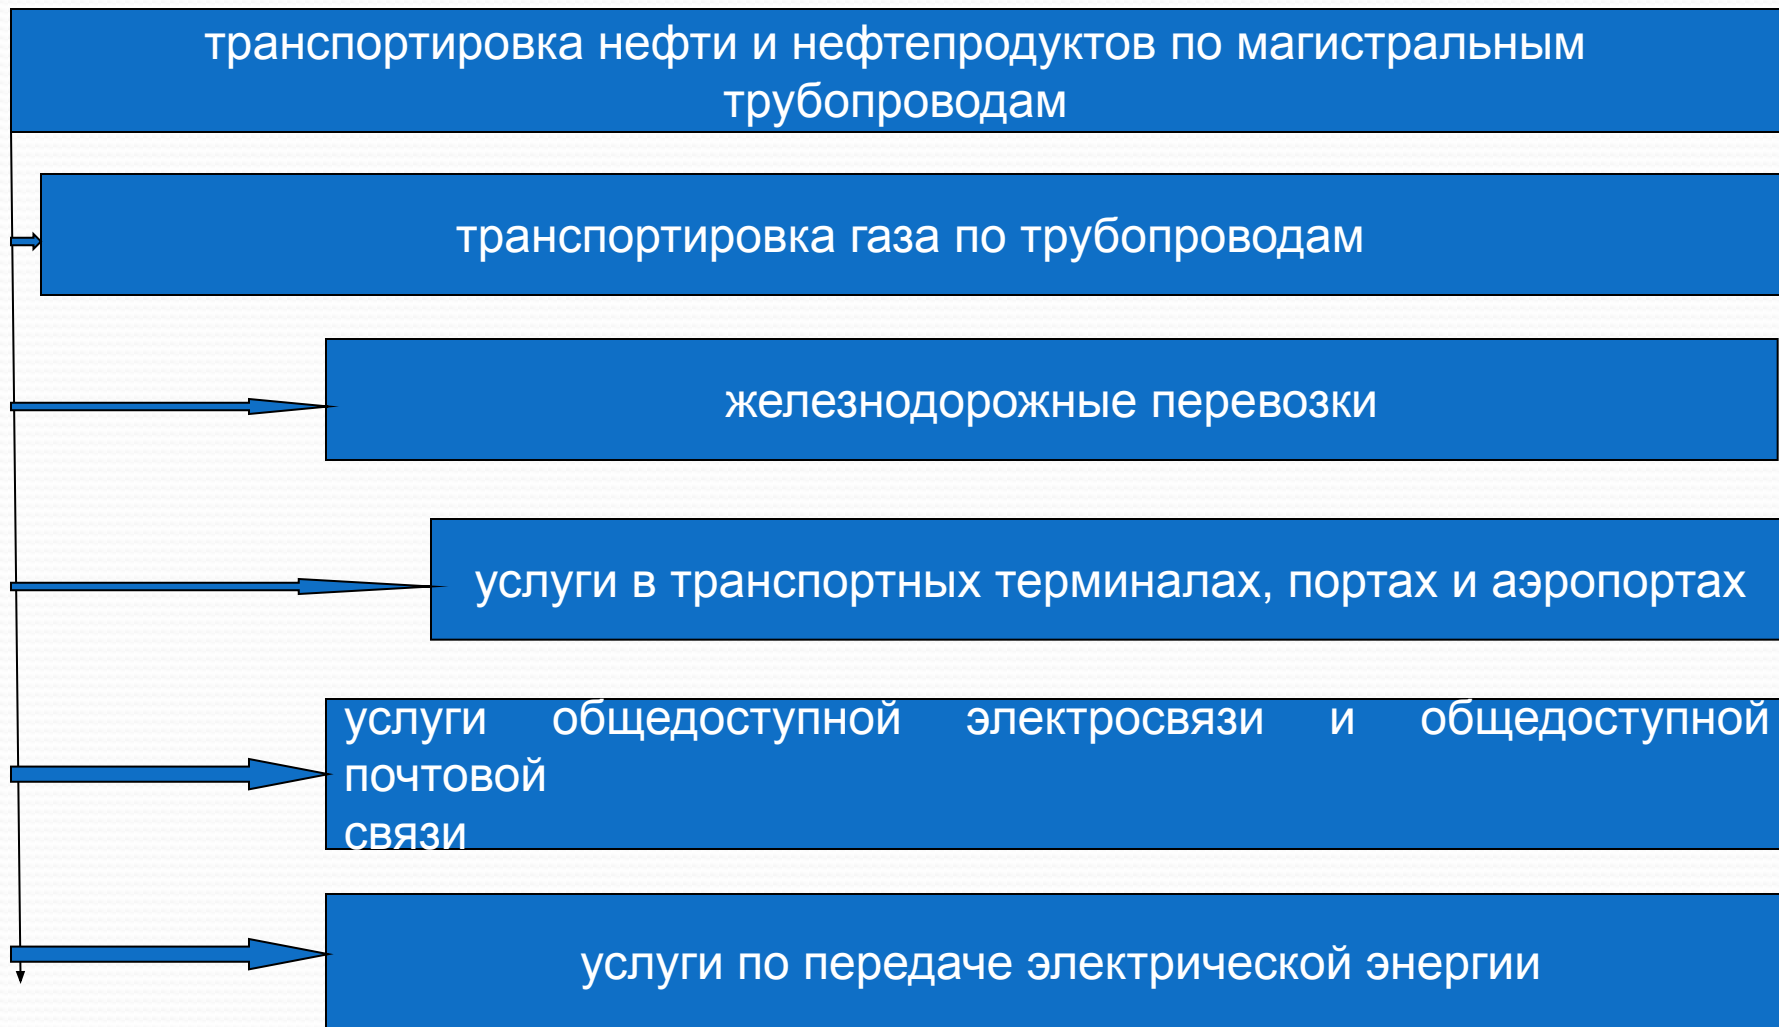 транспортировка нефти и нефтепродуктов по магистральным
трубопроводам
транспортировка газа по трубопроводам
железнодорожные перевозки
услуги в транспортных терминалах, портах и аэропортах
услуги общедоступной электросвязи и общедоступной
почтовой
связи
услуги по передаче электрической энергии